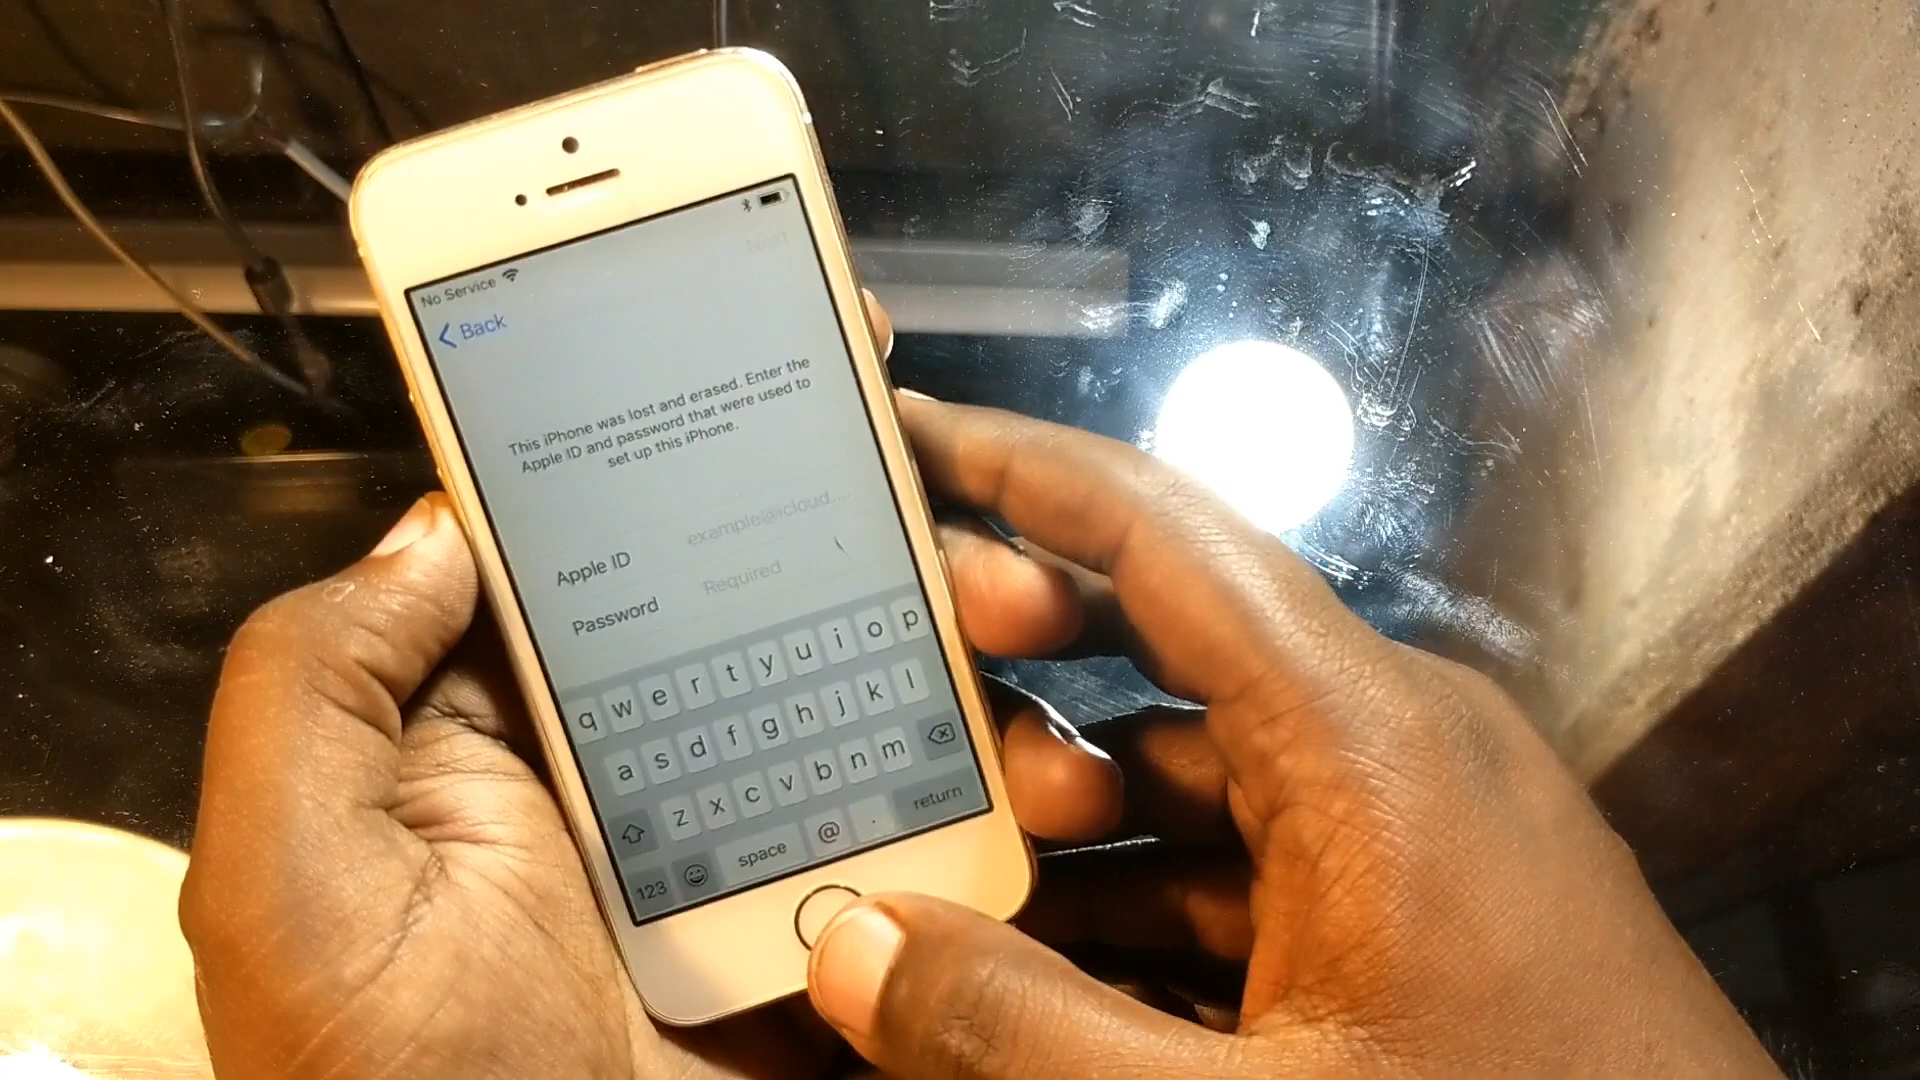 No Service
Back
Next
This iPhone was lost and erased. Enter the
Apple ID and password that were used to
set up this iPhone.
Apple ID example@icloud....
Password Required
q w e r t y u i o p
a s d f g h j k l
z x c v b n m
123 space @ . return